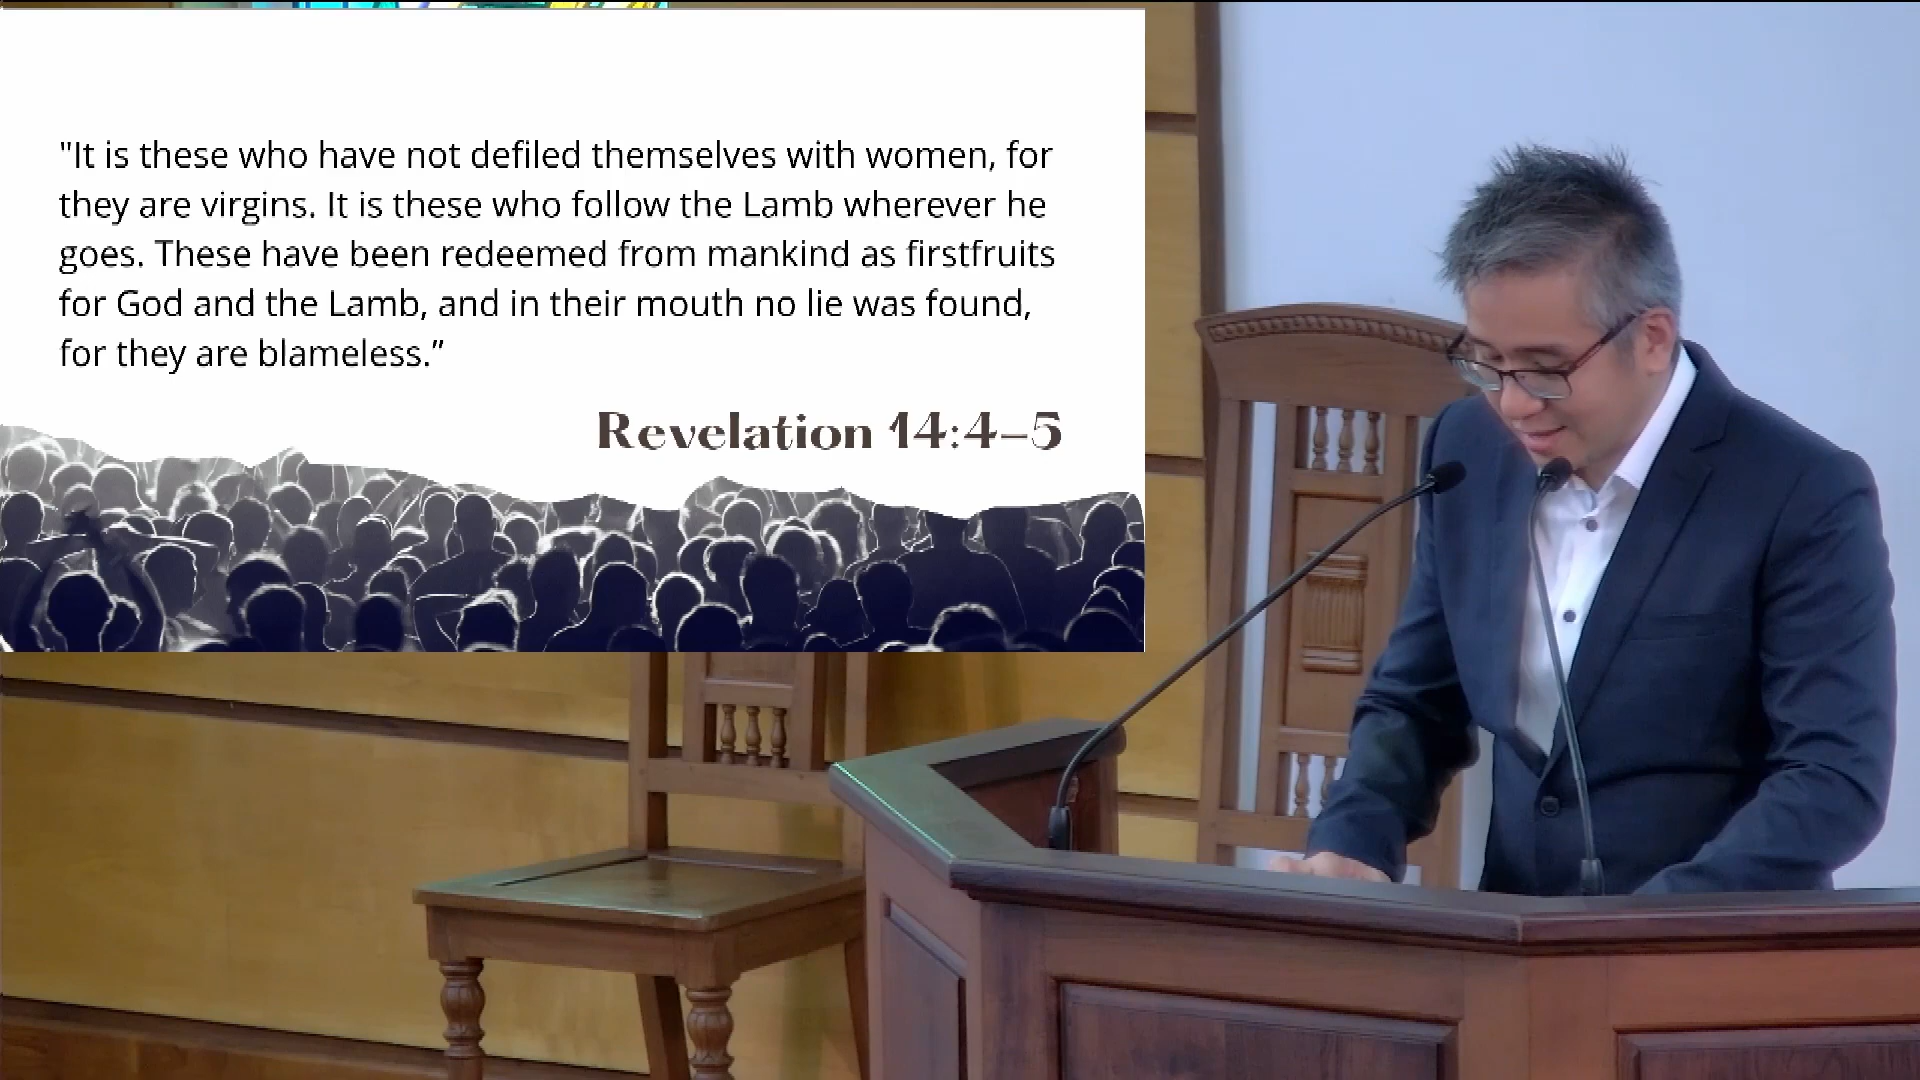 "It is these who have not defiled themselves with women, for
they are virgins. It is these who follow the Lamb wherever he
goes. These have been redeemed from mankind as firstfruits
for God and the Lamb, and in their mouth no lie was found,
for they are blameless.”
Revelation 14:4–5